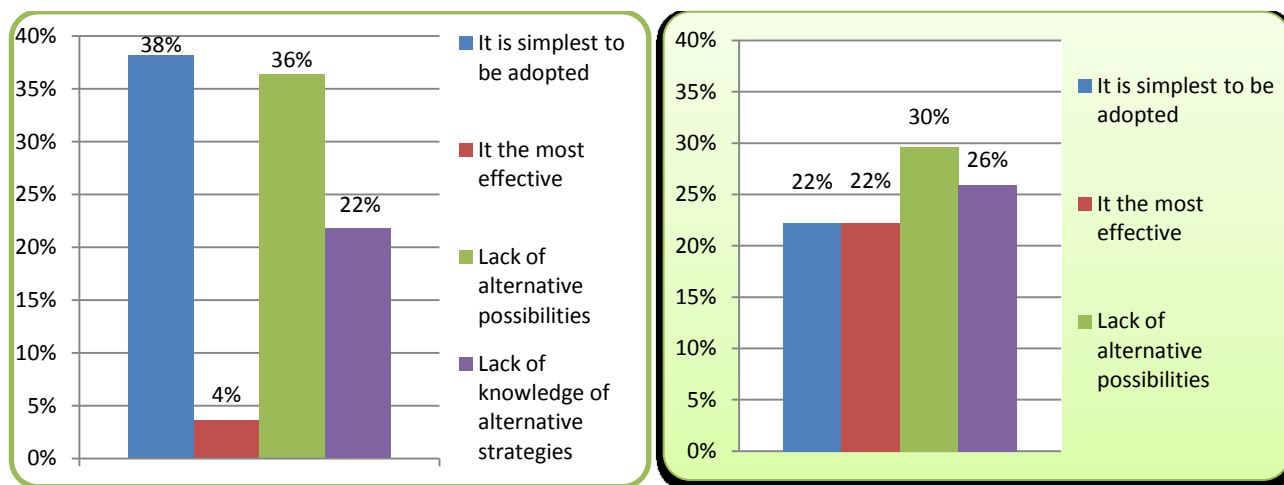 40%
35%
30%
25%
20%
15%
10%
5%
0%
38%
4%
36%
22%
It is simplest to
be adopted
It the most
effective
Lack of
alternative
possibilities
Lack of
knowledge of
alternative
strategies
40%
35%
30%
25%
20%
15%
10%
5%
0%
22%
22%
30%
26%
It is simplest to be
adopted
It the most
effective
Lack of
alternative
possibilities